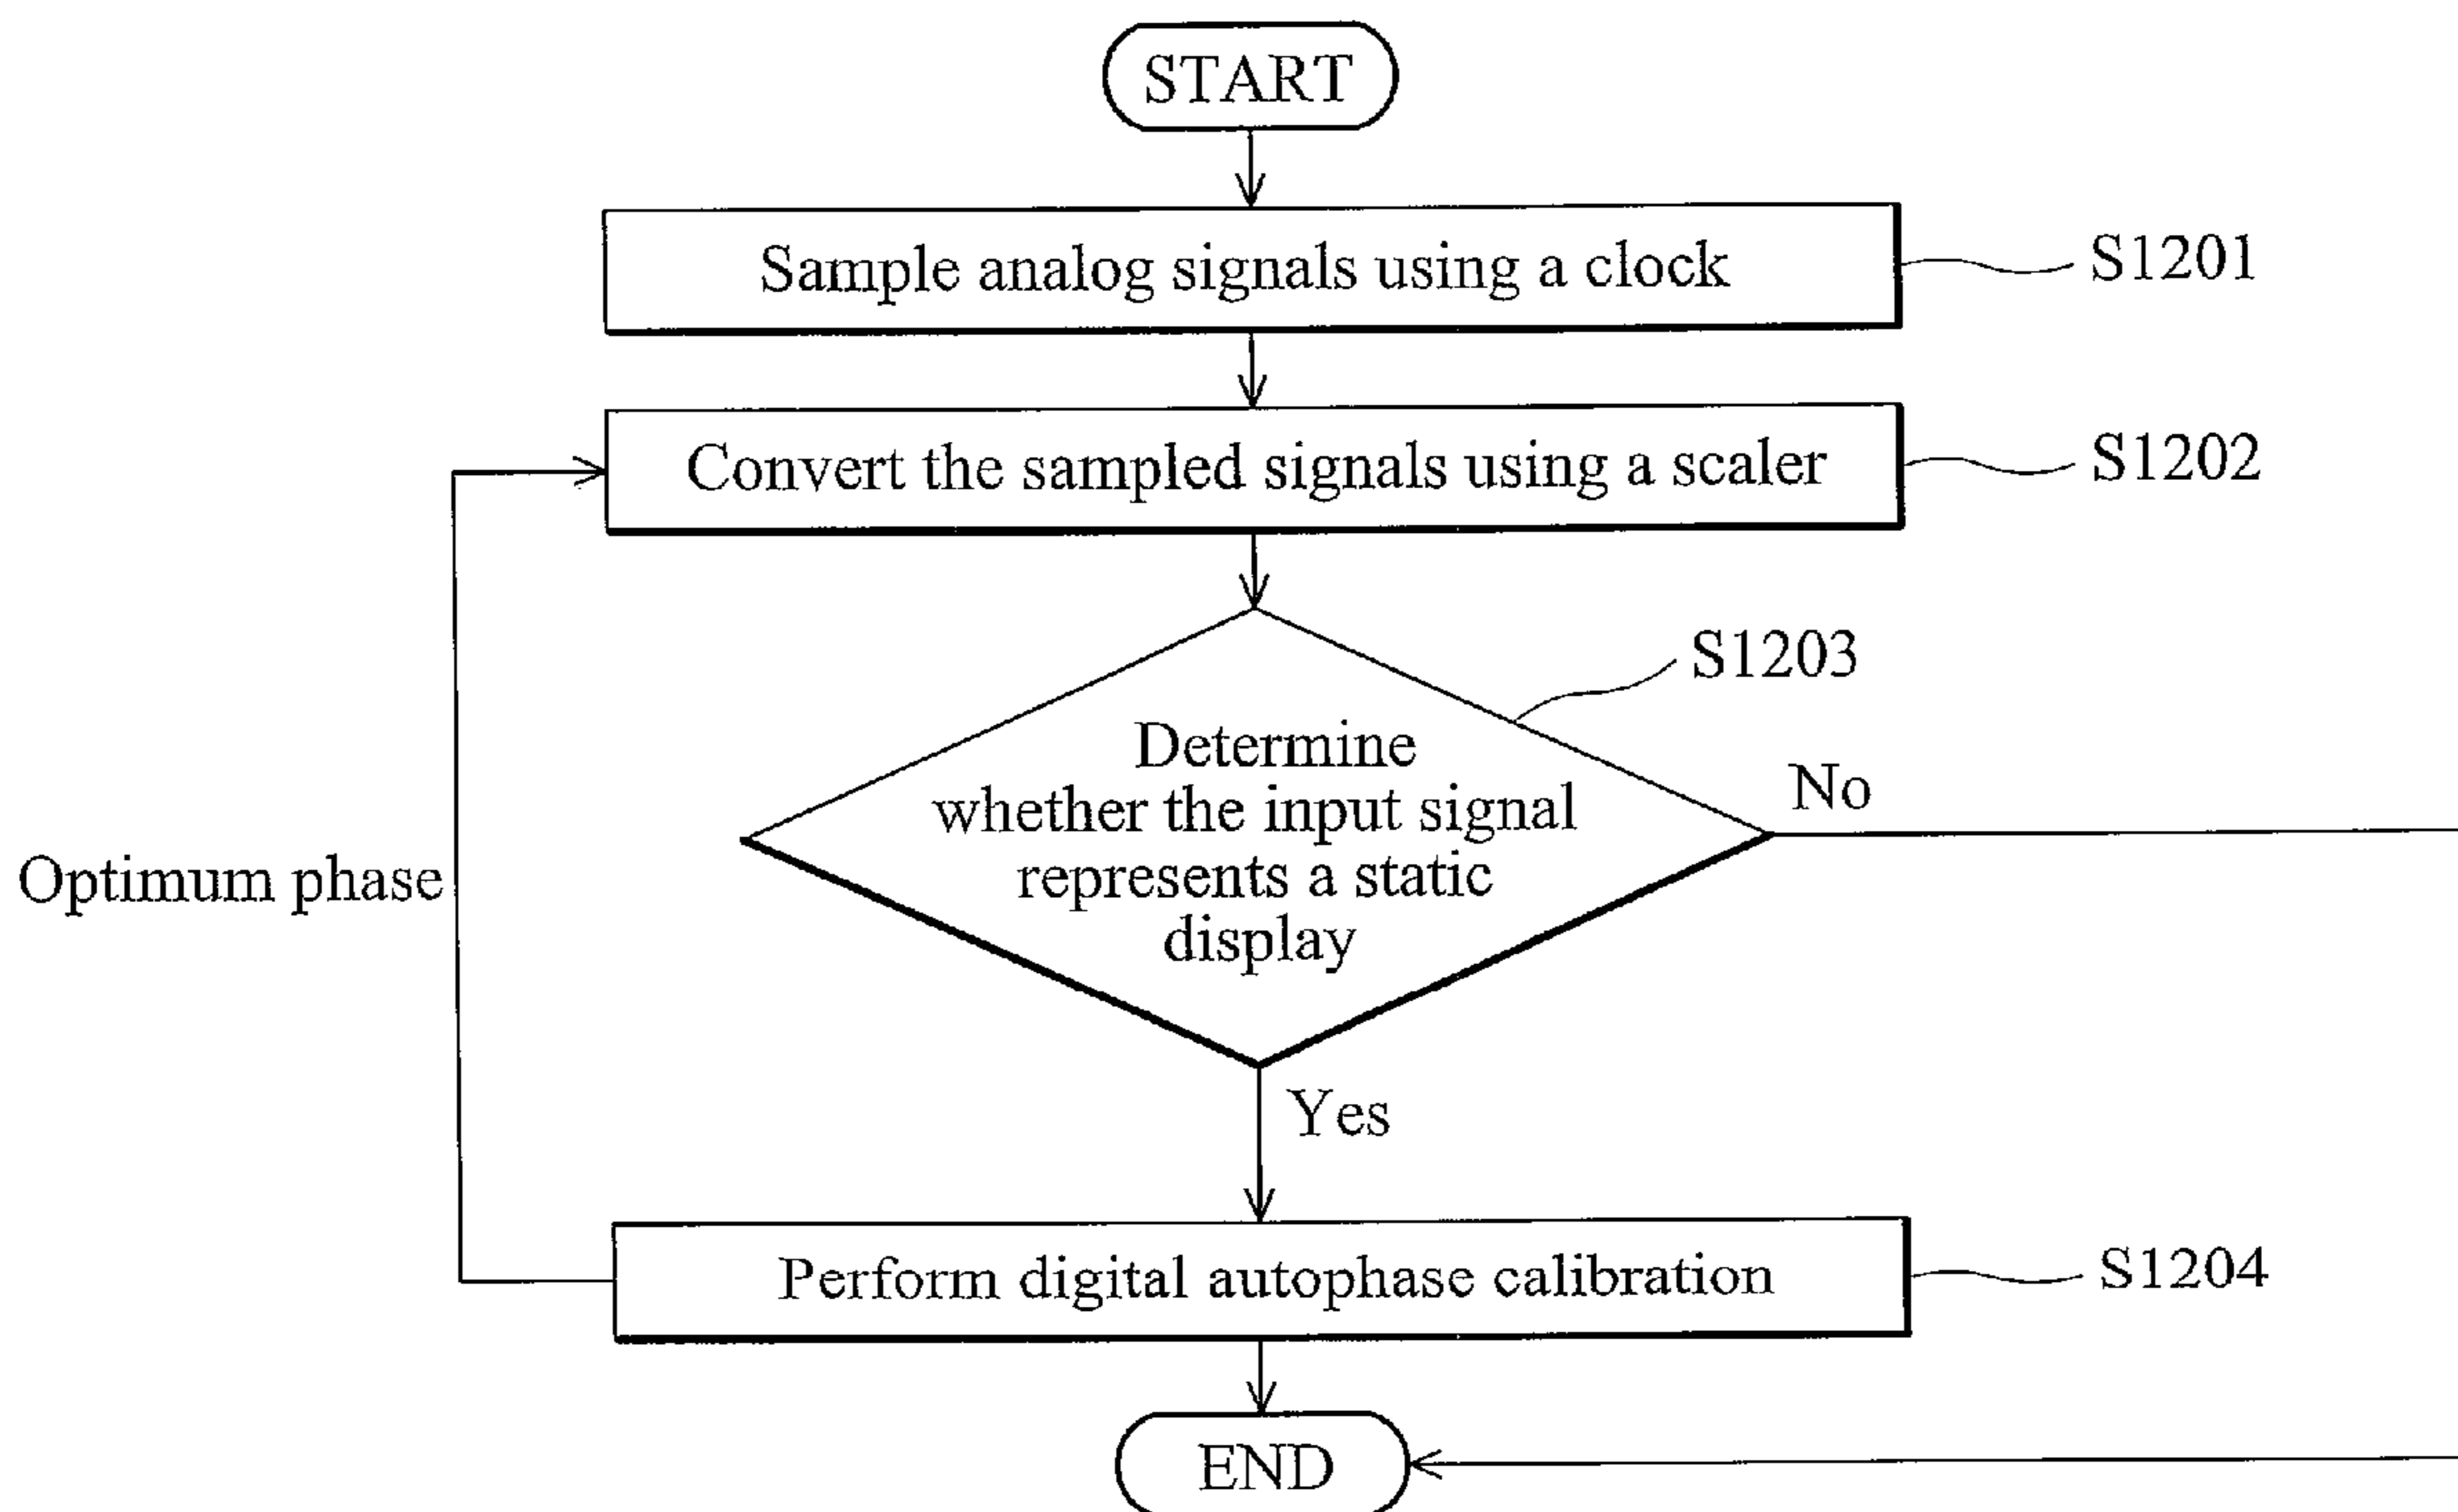 START
Sample analog signals using a clock
S1201
Convert the sampled signals using a scaler
S1202
S1203
Determine
whether the input signal
represents a static
display
No
Optimum phase
Yes
Perform digital autophase calibration
S1204
END